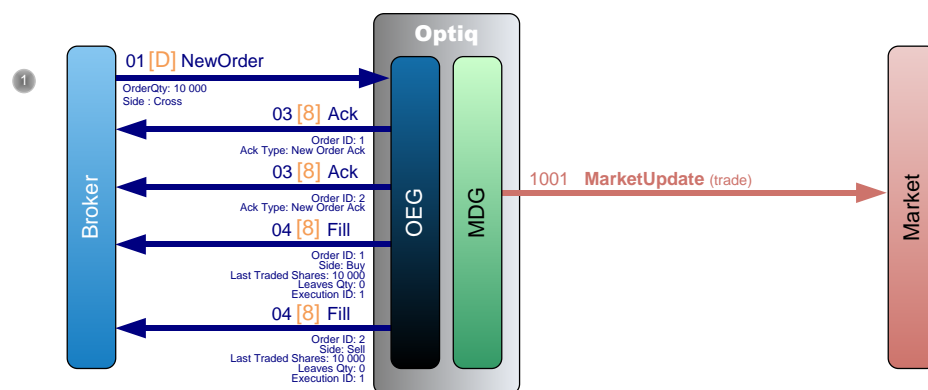 Optiq
1
01 [D] NewOrder
OrderQty: 10 000
Side : Cross
03 [8] Ack
Order ID: 1
Ack Type: New Order Ack
03 [8] Ack
Order ID: 2
Ack Type: New Order Ack
04 [8] Fill
Order ID: 1
Side: Buy
Last Traded Shares: 10 000
Leaves Qty: 0
Execution ID: 1
04 [8] Fill
Order ID: 2
Side: Sell
Last Traded Shares: 10 000
Leaves Qty: 0
Execution ID: 1
Broker
OEG
MDG
1001 MarketUpdate (trade)
Market